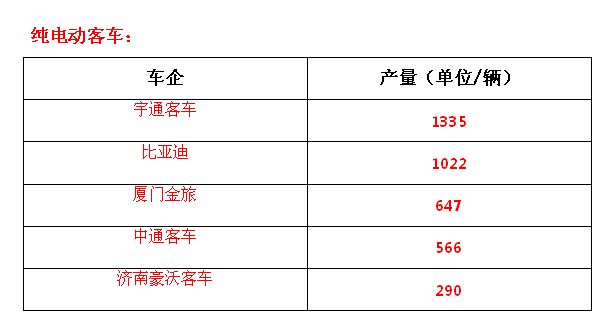 纯电动客车：
车企 产量（单位/辆）
宇通客车 1335
比亚迪 1022
厦门金旅 647
中通客车 566
济南豪沃客车 290